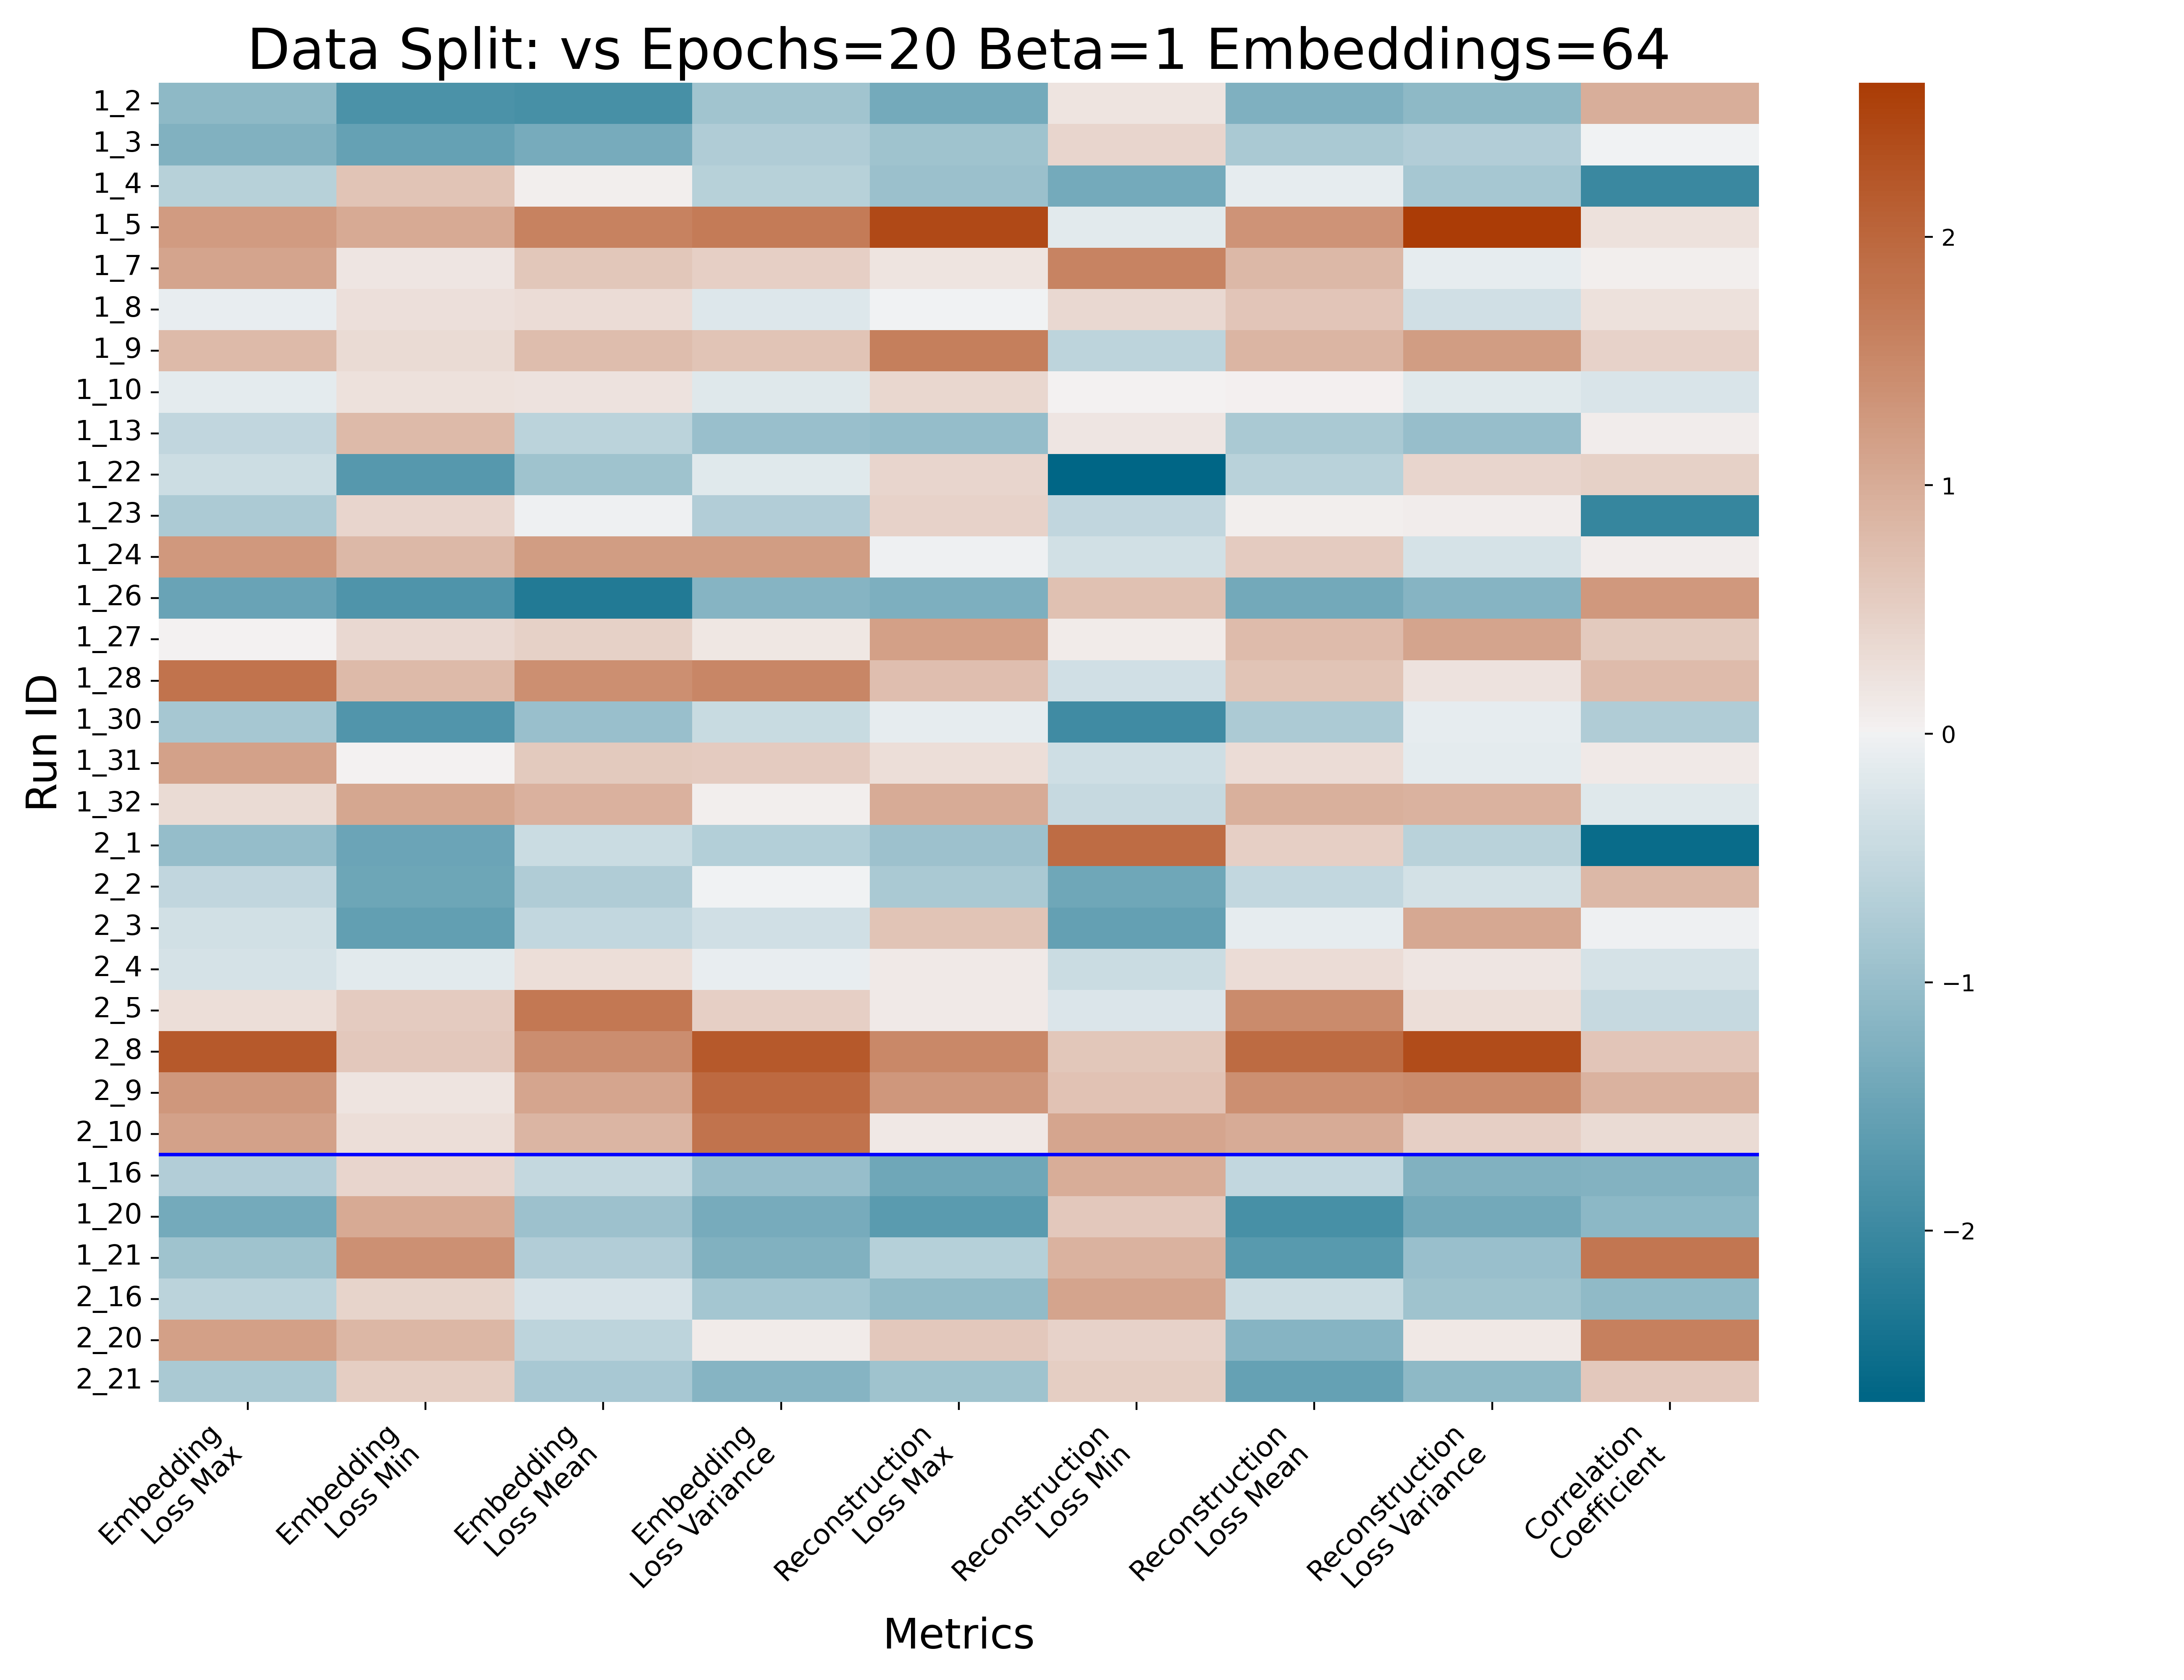 Data Split: vs Epochs=20 Beta=1 Embeddings=64
Run ID
1_2
1_3
1_4
1_5
1_7
1_8
1_9
1_10
1_13
1_22
1_23
1_24
1_26
1_27
1_28
1_30
1_31
1_32
2_1
2_2
2_3
2_4
2_5
2_8
2_9
2_10
1_16
1_20
1_21
2_16
2_20
2_21
Embedding
Loss Max
Embedding
Loss Min
Embedding
Loss Mean
Embedding
Loss Variance
Reconstruction
Loss Max
Reconstruction
Loss Min
Reconstruction
Loss Mean
Reconstruction
Loss Variance
Correlation
Coefficient
Metrics
2
1
0
−1
−2